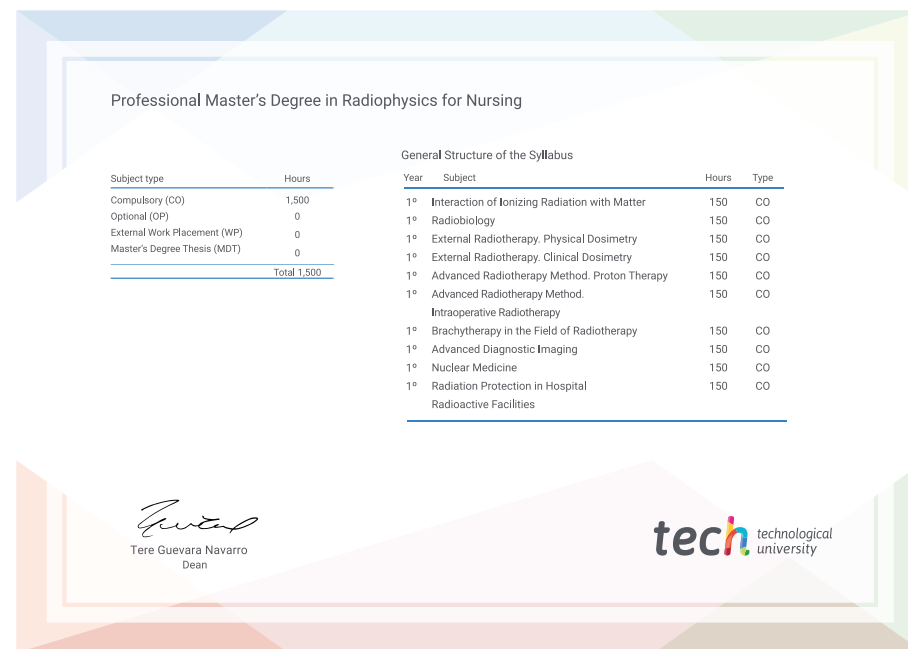 Professional Master's Degree in Radiophysics for Nursing
Subject type Hours
Compulsory (CO) 1,500
Optional (OP) 0
External Work Placement (WP) 0
Master's Degree Thesis (MDT) 0
Total 1,500
General Structure of the Syllabus
Year Subject Hours Type
1º Interaction of Ionizing Radiation with Matter 150 CO
1º Radiobiology 150 CO
1º External Radiotherapy. Physical Dosimetry 150 CO
1º External Radiotherapy. Clinical Dosimetry 150 CO
1º Advanced Radiotherapy Method. Proton Therapy 150 CO
1º Advanced Radiotherapy Method. 150 CO
Intraoperative Radiotherapy
1º Brachytherapy in the Field of Radiotherapy 150 CO
1º Advanced Diagnostic Imaging 150 CO
1º Nuclear Medicine 150 CO
1º Radiation Protection in Hospital 150 CO
Radioactive Facilities
Tere Guevara Navarro
Dean
tech technological
university